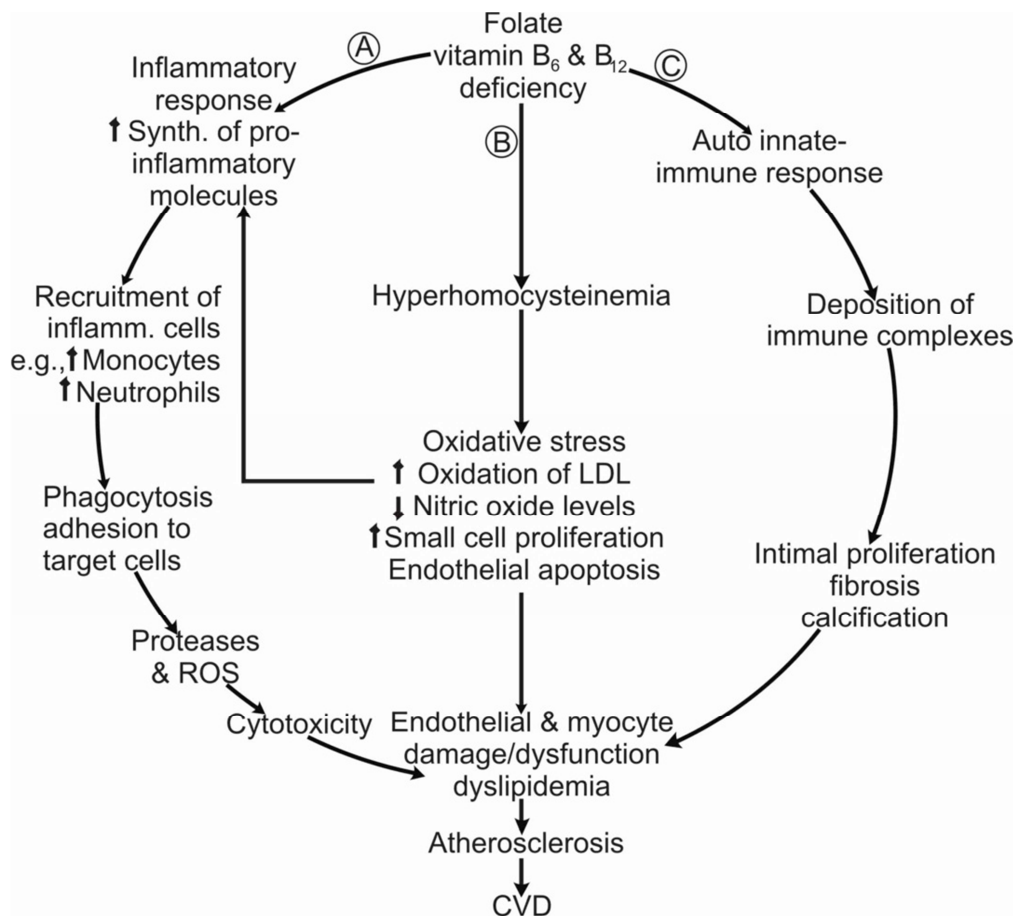 Folate
vitamin B6 & B12
deficiency
A
Inflammatory
response
↑ Synth. of pro-
inflammatory
molecules
Recruitment of
inflamm. cells
e.g.,↑Monocytes
↑Neutrophils
Phagocytosis
adhesion to
target cells
Proteases
& ROS
Cytotoxicity
B
Hyperhomocysteinemia
Oxidative stress
↑ Oxidation of LDL
↓ Nitric oxide levels
↑Small cell proliferation
Endothelial apoptosis
C
Auto innate-
immune response
Deposition of
immune complexes
Intimal proliferation
fibrosis
calcification
Endothelial & myocyte
damage/dysfunction
dyslipidemia
Atherosclerosis
CVD